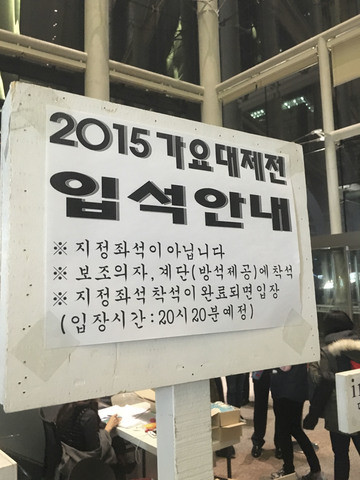 2015 가요대제전
입석안내
※ 지정좌석이 아닙니다
※ 보조의자, 계단(방석제공)에 착석
※ 지정좌석 착석이 완료되면 입장
(입장시간 : 20시 20분 예정)